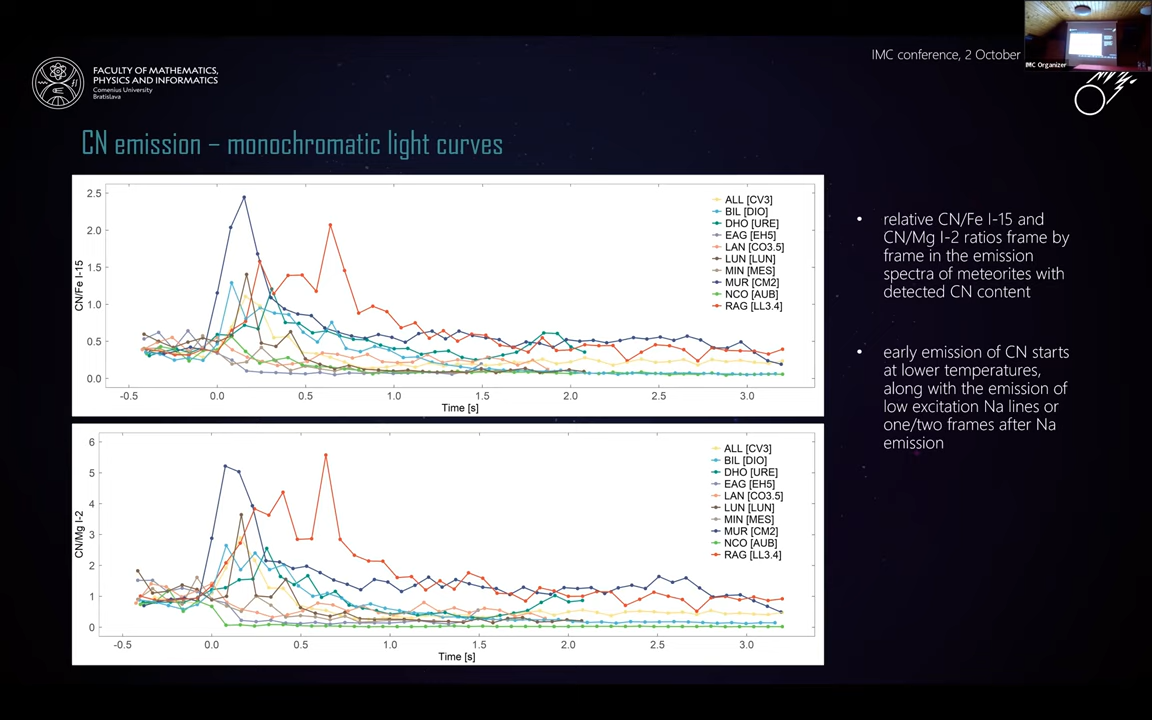 IMC conference, 2 October
IMC Organizer
FACULTY OF MATHEMATICS,
PHYSICS AND INFORMATICS
Comenius University
Bratislava
CN emission – monochromatic light curves
CN/Fe I-15
2.5
2.0
1.5
1.0
0.5
0.0
-0.5
0.0
0.5
1.0
1.5
2.0
2.5
3.0
Time [s]
ALL [CV3]
BIL [DIO]
DHO [URE]
EAG [EH5]
LAN [CO3.5]
LUN [LUN]
MIN [MES]
MUR [CM2]
NCO [AUB]
RAG [LL3.4]
CN/Mg I-2
6
5
4
3
2
1
0
-0.5
0.0
0.5
1.0
1.5
2.0
2.5
3.0
Time [s]
ALL [CV3]
BIL [DIO]
DHO [URE]
EAG [EH5]
LAN [CO3.5]
LUN [LUN]
MIN [MES]
MUR [CM2]
NCO [AUB]
RAG [LL3.4]
• relative CN/Fe I-15 and
CN/Mg I-2 ratios frame by
frame in the emission
spectra of meteorites with
detected CN content
• early emission of CN starts
at lower temperatures,
along with the emission of
low excitation Na lines or
one/two frames after Na
emission